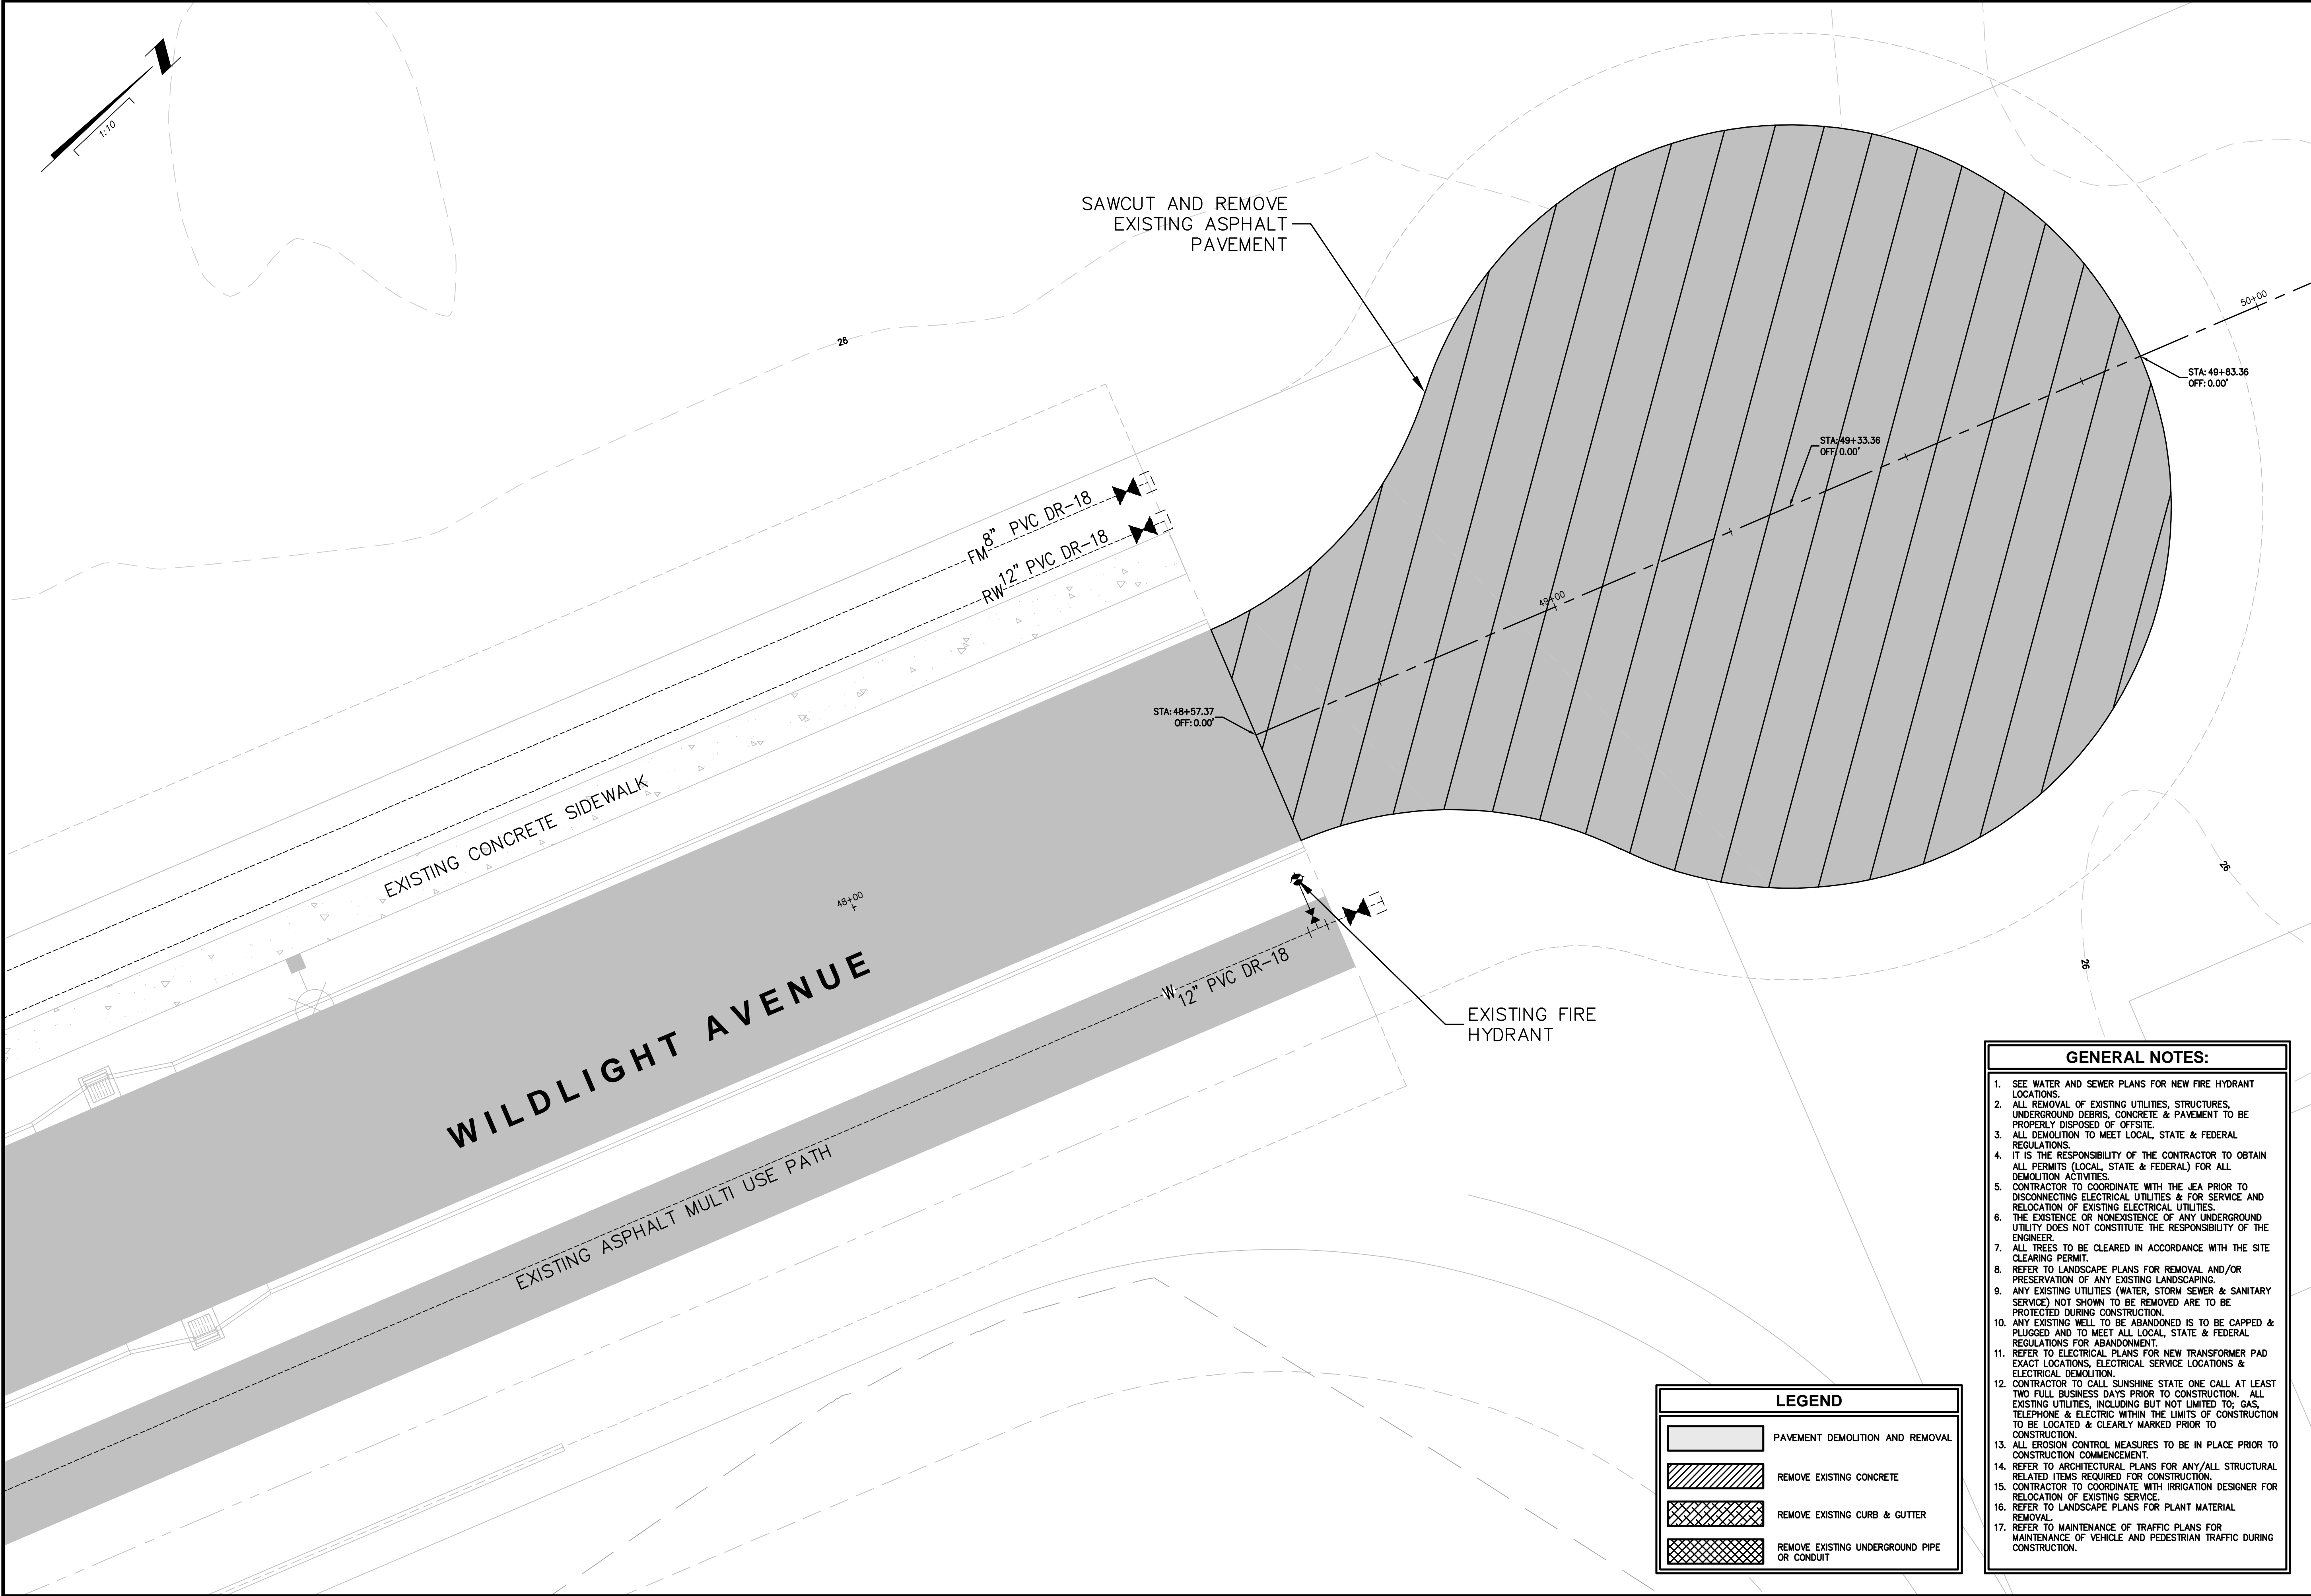 1:10
SAWCUT AND REMOVE
EXISTING ASPHALT
PAVEMENT
26
50+00
STA: 49+83.36
OFF: 0.00'
STA: 49+33.36
OFF: 0.00'
8" PVC DR-18
FM
12" PVC DR-18
RW
49+00
STA: 48+57.37
OFF: 0.00'
EXISTING CONCRETE SIDEWALK
48+00
WILDLIGHT AVENUE
W
12" PVC DR-18
26
26
EXISTING FIRE
HYDRANT
EXISTING ASPHALT MULTI USE PATH
LEGEND
PAVEMENT DEMOLITION AND REMOVAL
REMOVE EXISTING CONCRETE
REMOVE EXISTING CURB & GUTTER
REMOVE EXISTING UNDERGROUND PIPE
OR CONDUIT
GENERAL NOTES:
1. SEE WATER AND SEWER PLANS FOR NEW FIRE HYDRANT
LOCATIONS.
2. ALL REMOVAL OF EXISTING UTILITIES, STRUCTURES,
UNDERGROUND DEBRIS, CONCRETE & PAVEMENT TO BE
PROPERLY DISPOSED OF OFFSITE.
3. ALL DEMOLITION TO MEET LOCAL, STATE & FEDERAL
REGULATIONS.
4. IT IS THE RESPONSIBILITY OF THE CONTRACTOR TO OBTAIN
ALL PERMITS (LOCAL, STATE & FEDERAL) FOR ALL
DEMOLITION ACTIVITIES.
5. CONTRACTOR TO COORDINATE WITH THE JEA PRIOR TO
DISCONNECTING ELECTRICAL UTILITIES & FOR SERVICE AND
RELOCATION OF EXISTING ELECTRICAL UTILITIES.
6. THE EXISTENCE OR NONEXISTENCE OF ANY UNDERGROUND
UTILITY DOES NOT CONSTITUTE THE RESPONSIBILITY OF THE
ENGINEER.
7. ALL TREES TO BE CLEARED IN ACCORDANCE WITH THE SITE
CLEARING PERMIT.
8. REFER TO LANDSCAPE PLANS FOR REMOVAL AND/OR
PRESERVATION OF ANY EXISTING LANDSCAPING.
9. ANY EXISTING UTILITIES (WATER, STORM SEWER & SANITARY
SERVICE) NOT SHOWN TO BE REMOVED ARE TO BE
PROTECTED DURING CONSTRUCTION.
10. ANY EXISTING WELL TO BE ABANDONED IS TO BE CAPPED &
PLUGGED AND TO MEET ALL LOCAL, STATE & FEDERAL
REGULATIONS FOR ABANDONMENT.
11. REFER TO ELECTRICAL PLANS FOR NEW TRANSFORMER PAD
EXACT LOCATIONS, ELECTRICAL SERVICE LOCATIONS &
ELECTRICAL DEMOLITION.
12. CONTRACTOR TO CALL SUNSHINE STATE ONE CALL AT LEAST
TWO FULL BUSINESS DAYS PRIOR TO CONSTRUCTION. ALL
EXISTING UTILITIES, INCLUDING BUT NOT LIMITED TO; GAS,
TELEPHONE & ELECTRIC WITHIN THE LIMITS OF CONSTRUCTION
TO BE LOCATED & CLEARLY MARKED PRIOR TO
CONSTRUCTION.
13. ALL EROSION CONTROL MEASURES TO BE IN PLACE PRIOR TO
CONSTRUCTION COMMENCEMENT.
14. REFER TO ARCHITECTURAL PLANS FOR ANY/ALL STRUCTURAL
RELATED ITEMS REQUIRED FOR CONSTRUCTION.
15. CONTRACTOR TO COORDINATE WITH IRRIGATION DESIGNER FOR
RELOCATION OF EXISTING SERVICE.
16. REFER TO LANDSCAPE PLANS FOR PLANT MATERIAL
REMOVAL.
17. REFER TO MAINTENANCE OF TRAFFIC PLANS FOR
MAINTENANCE OF VEHICLE AND PEDESTRIAN TRAFFIC DURING
CONSTRUCTION.